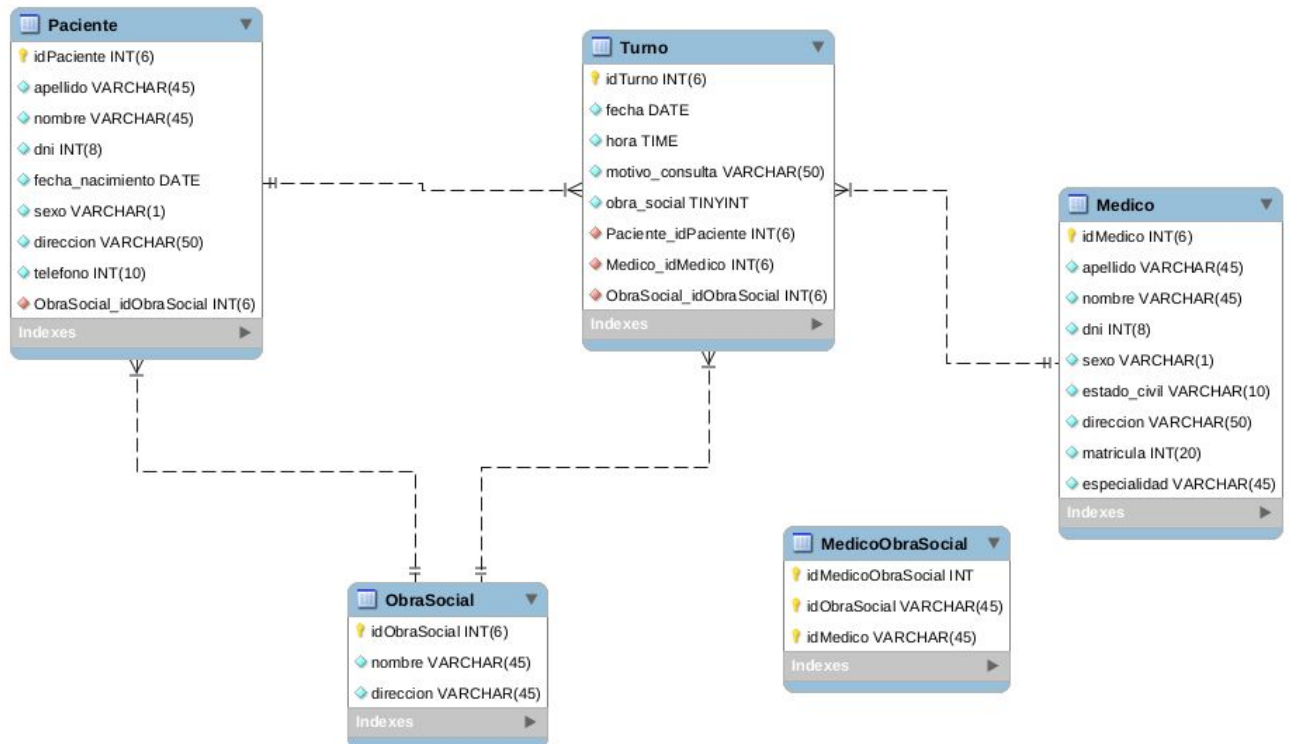 Paciente
idPaciente INT(6)
apellido VARCHAR(45)
nombre VARCHAR(45)
dni INT(8)
fecha_nacimiento DATE
sexo VARCHAR(1)
direccion VARCHAR(50)
telefono INT(10)
ObraSocial_idObraSocial INT(6)
Indexes
Turno
idTurno INT(6)
fecha DATE
hora TIME
motivo_consulta VARCHAR(50)
obra_social TINYINT
Paciente_idPaciente INT(6)
Medico_idMedico INT(6)
ObraSocial_idObraSocial INT(6)
Indexes
Medico
idMedico INT(6)
apellido VARCHAR(45)
nombre VARCHAR(45)
dni INT(8)
sexo VARCHAR(1)
estado_civil VARCHAR(10)
direccion VARCHAR(50)
matricula INT(20)
especialidad VARCHAR(45)
Indexes
MedicoObraSocial
idMedicoObraSocial INT
idObraSocial VARCHAR(45)
idMedico VARCHAR(45)
Indexes
ObraSocial
idObraSocial INT(6)
nombre VARCHAR(45)
direccion VARCHAR(45)
Indexes